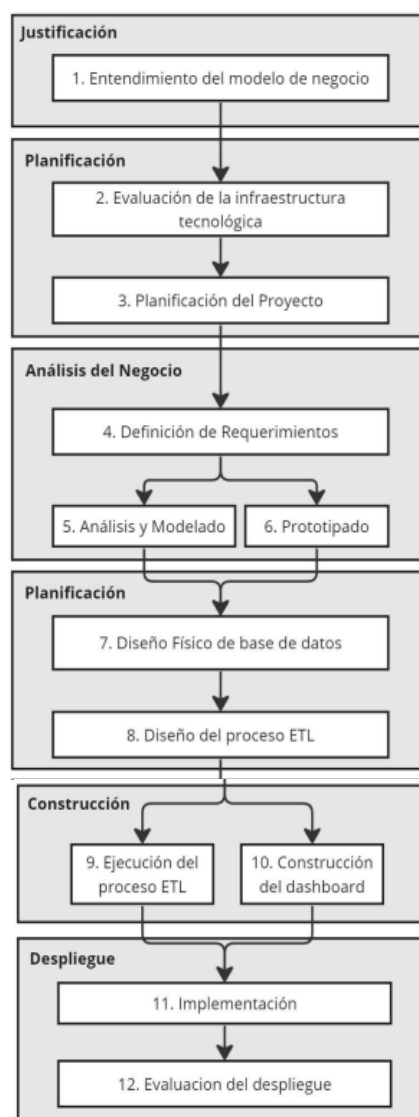 Justificación
1. Entendimiento del modelo de negocio
Planificación
2. Evaluación de la infraestructura
tecnológica
3. Planificación del Proyecto
Análisis del Negocio
4. Definición de Requerimientos
5. Análisis y Modelado
6. Prototipado
Planificación
7. Diseño Físico de base de datos
8. Diseño del proceso ETL
Construcción
9. Ejecución del
proceso ETL
10. Construcción
del dashboard
Despliegue
11. Implementación
12. Evaluacion del despliegue